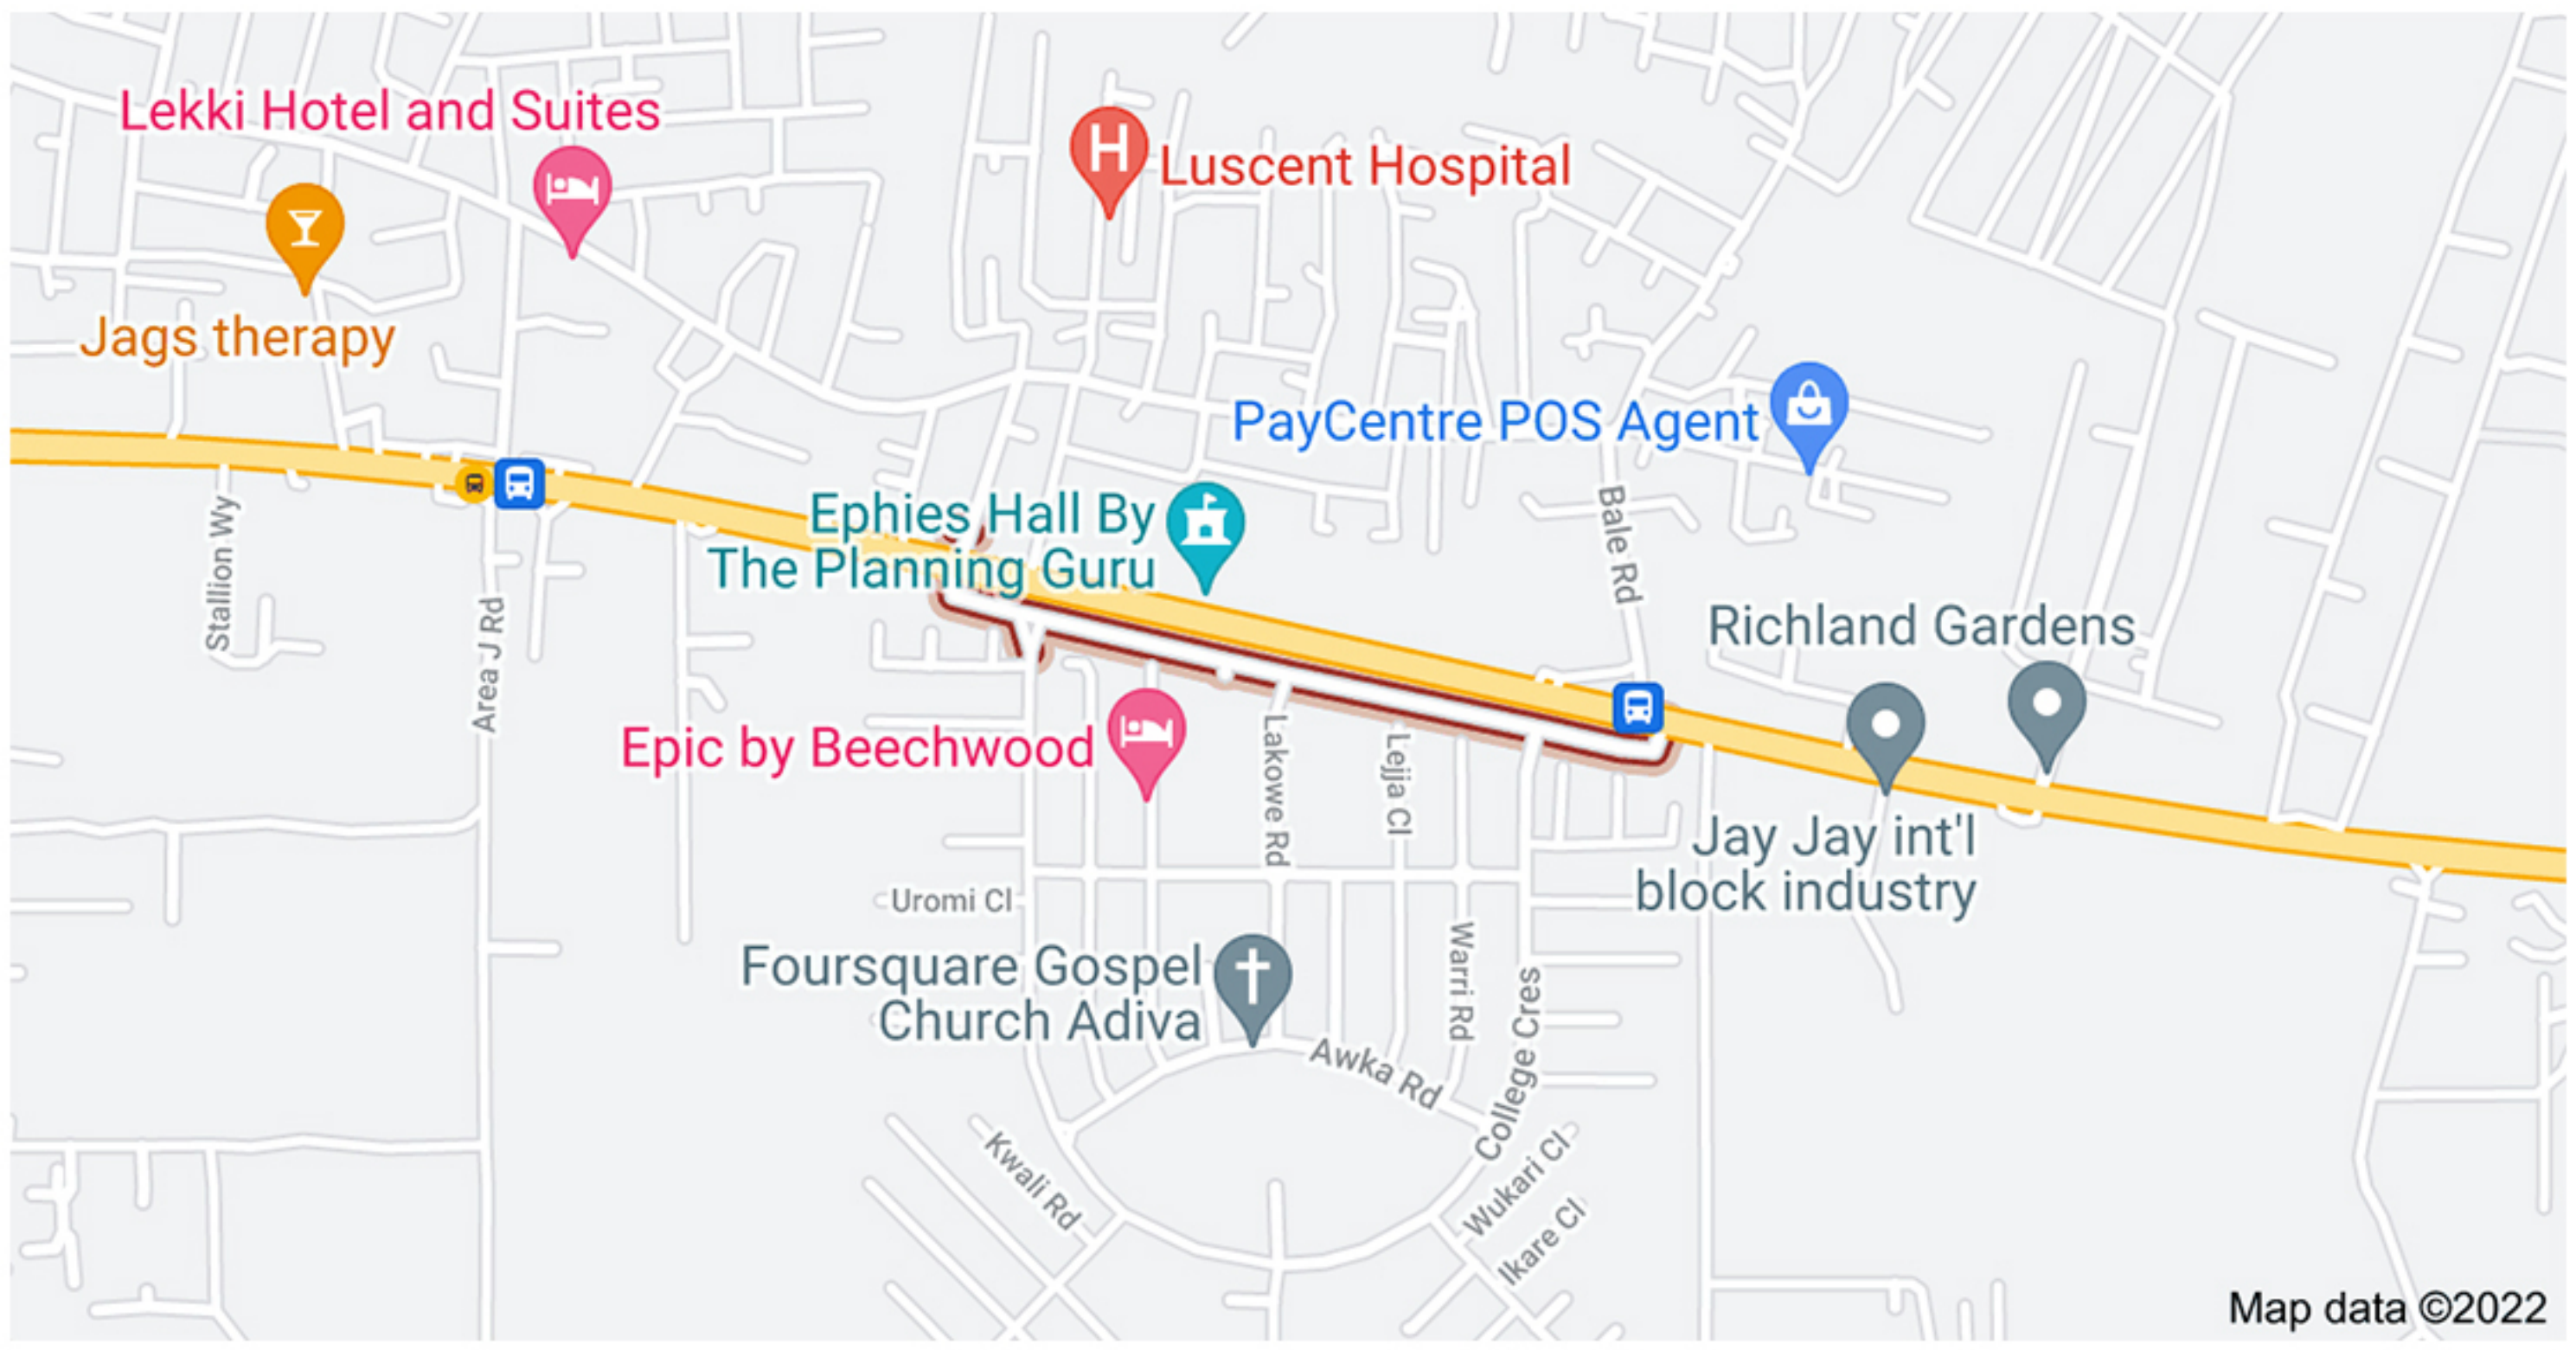 Lekki Hotel and Suites
H
Luscent Hospital
Jags therapy
PayCentre POS Agent
Ephies Hall By
The Planning Guru
Stallion Wy
Area J Rd
Bale Rd
Richland Gardens
Epic by Beechwood
Lakowe Rd
Lejja Cl
Jay Jay int'l
block industry
Uromi Cl
Foursquare Gospel
Church Adiva
Warri Rd
College Cres
Awka Rd
Kwali Rd
Wukari Cl
Ikare Cl
Map data ©2022